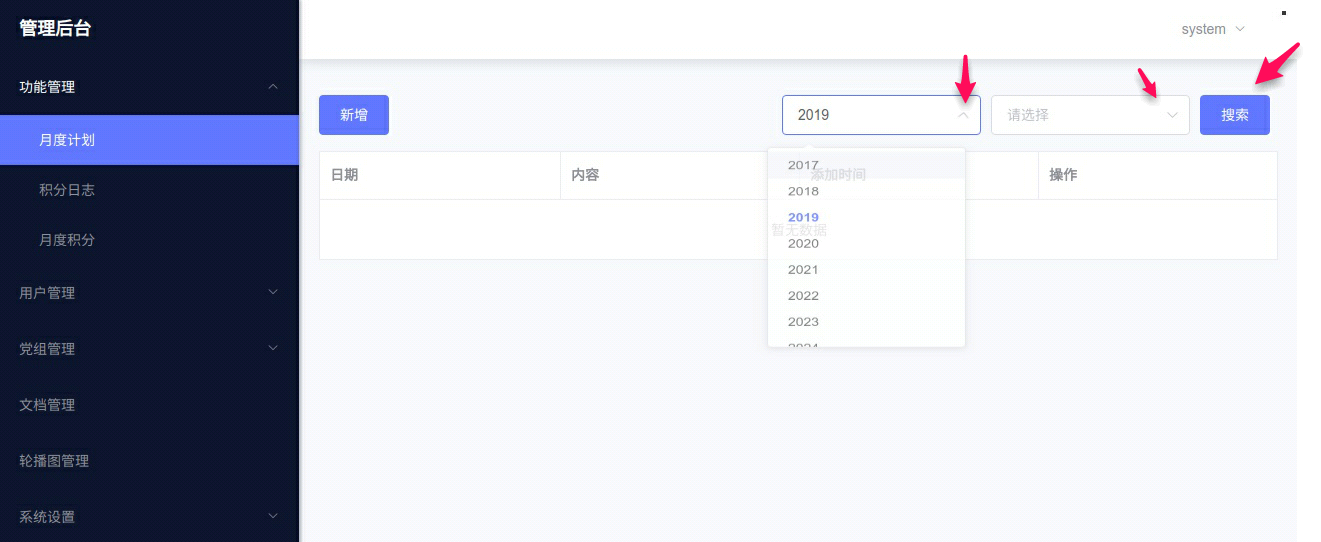 管理后台
system
功能管理
月度计划
积分日志
月度积分
用户管理
党组管理
文档管理
轮播图管理
系统设置
新增
2019
请选择
搜索
日期
内容
添加时间
操作
暂无数据
2017
2018
2019
2020
2021
2022
2023
2024